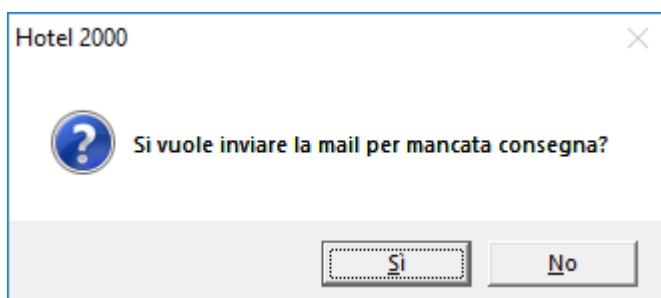 Hotel 2000
Si vuole inviare la mail per mancata consegna?
Sì
No